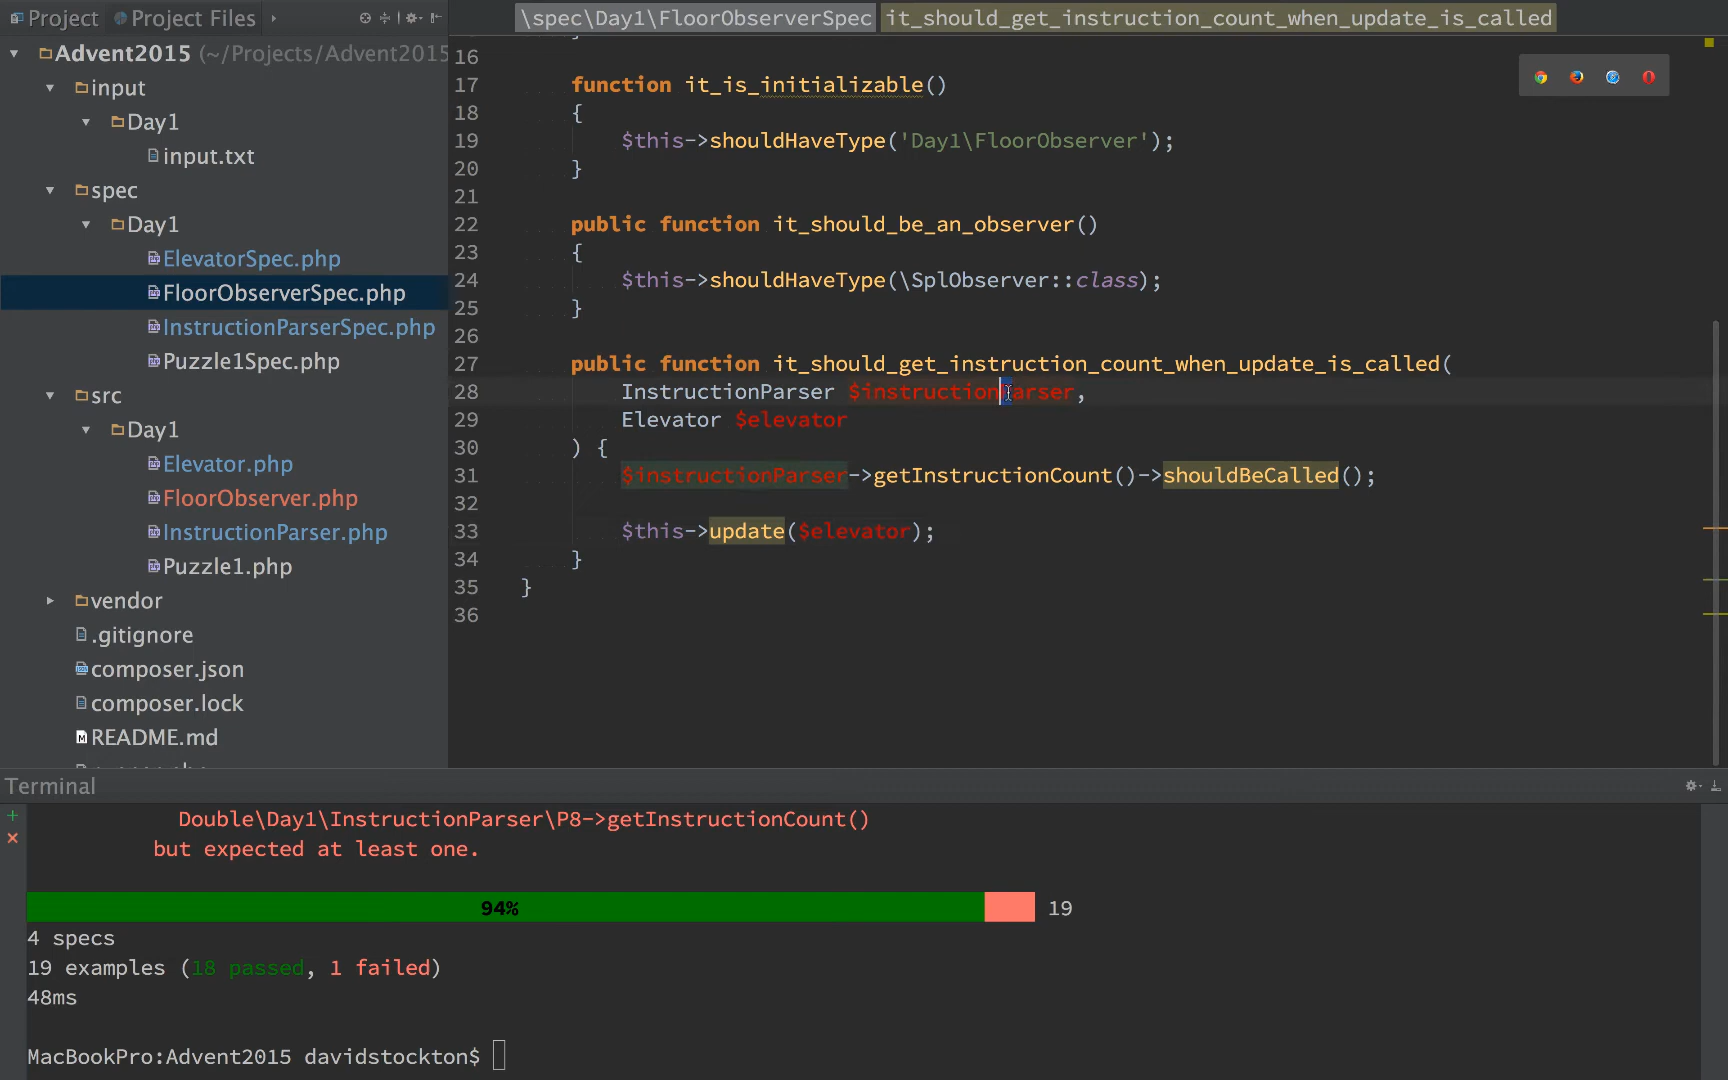 Project
Project Files
\spec\Day1\FloorObserverSpec
it_should_get_instruction_count_when_update_is_called
Advent2015 (~/Projects/Advent2015
input
Day1
input.txt
spec
Day1
ElevatorSpec.php
FloorObserverSpec.php
InstructionParserSpec.php
Puzzle1Spec.php
src
Day1
Elevator.php
FloorObserver.php
InstructionParser.php
Puzzle1.php
vendor
.gitignore
composer.json
composer.lock
README.md
16
17 function it_is_initializable()
18 {
19 $this->shouldHaveType('Day1\FloorObserver');
20 }
21
22 public function it_should_be_an_observer()
23 {
24 $this->shouldHaveType(\SplObserver::class);
25 }
26
27 public function it_should_get_instruction_count_when_update_is_called(
28 InstructionParser $instructionParser,
29 Elevator $elevator
30 ) {
31 $instructionParser->getInstructionCount()->shouldBeCalled();
32
33 $this->update($elevator);
34 }
35 }
36
Terminal
Double\Day1\InstructionParser\P8->getInstructionCount()
but expected at least one.
94% 19
4 specs
19 examples (18 passed, 1 failed)
48ms
MacBookPro:Advent2015 davidstockton$